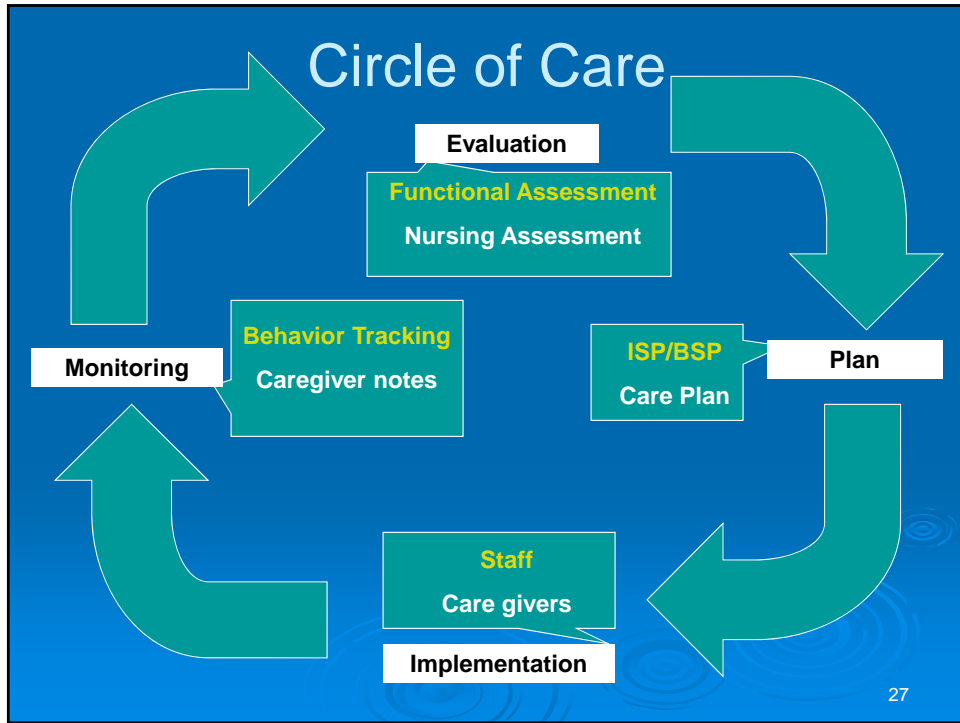 Circle of Care
Evaluation
Functional Assessment
Nursing Assessment
Monitoring
Behavior Tracking
Caregiver notes
ISP/BSP
Care Plan
Plan
Staff
Care givers
Implementation
27